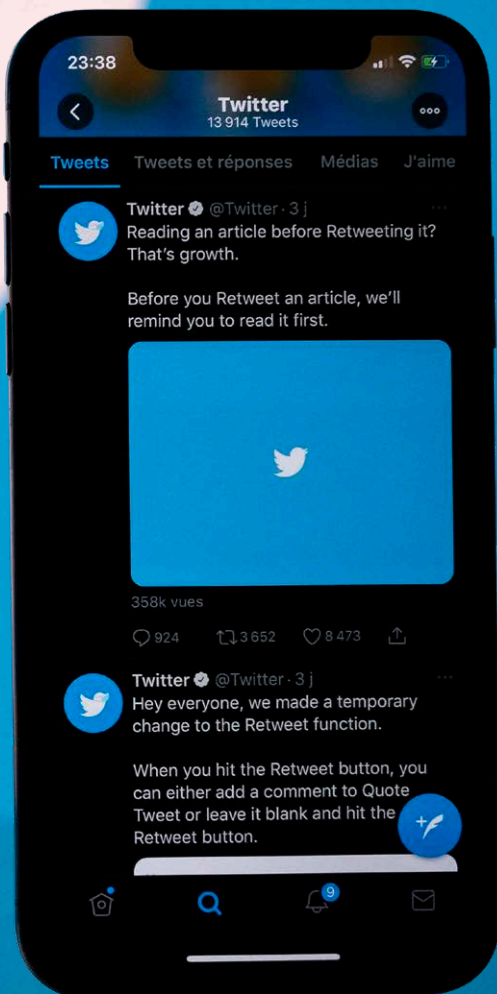 23:38
Twitter
13 914 Tweets
Tweets Tweets et réponses Médias J'aime
Twitter @Twitter · 3 j
Reading an article before Retweeting it?
That's growth.
Before you Retweet an article, we'll
remind you to read it first.
358k vues
924 3 652 8 473
Twitter @Twitter · 3 j
Hey everyone, we made a temporary
change to the Retweet function.
When you hit the Retweet button, you
can either add a comment to Quote
Tweet or leave it blank and hit the
Retweet button.
9